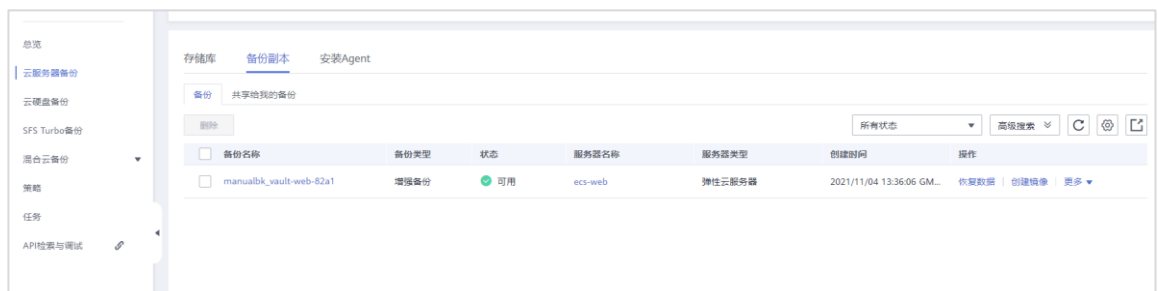 总览
云服务器备份
云硬盘备份
SFS Turbo备份
混合云备份
策略
任务
API检索与调试
存储库 备份副本 安装Agent
备份 共享给我的备份
删除 所有状态 高级搜索
备份名称 备份类型 状态 服务器名称 服务器类型 创建时间 操作
manualbk_vault-web-82a1 增强备份 可用 ecs-web 弹性云服务器 2021/11/04 13:36:06 GM... 恢复数据 创建镜像 更多